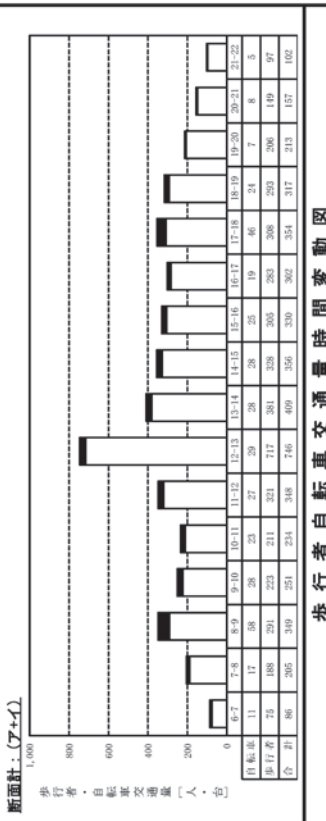 断面計：(ア+イ)
歩行者・自転車交通量［人・台］
1,000
800
600
400
200
0
6-7 7-8 8-9 9-10 10-11 11-12 12-13 13-14 14-15 15-16 16-17 17-18 18-19 19-20 20-21 21-22
自転車 11 17 58 28 23 27 29 28 28 25 19 46 24 7 8 5
歩行者 75 188 291 223 211 321 717 381 328 305 283 308 293 206 149 97
合計 86 205 349 251 234 348 746 409 356 330 302 354 317 213 157 102
歩行者自転車交通量時間変動図